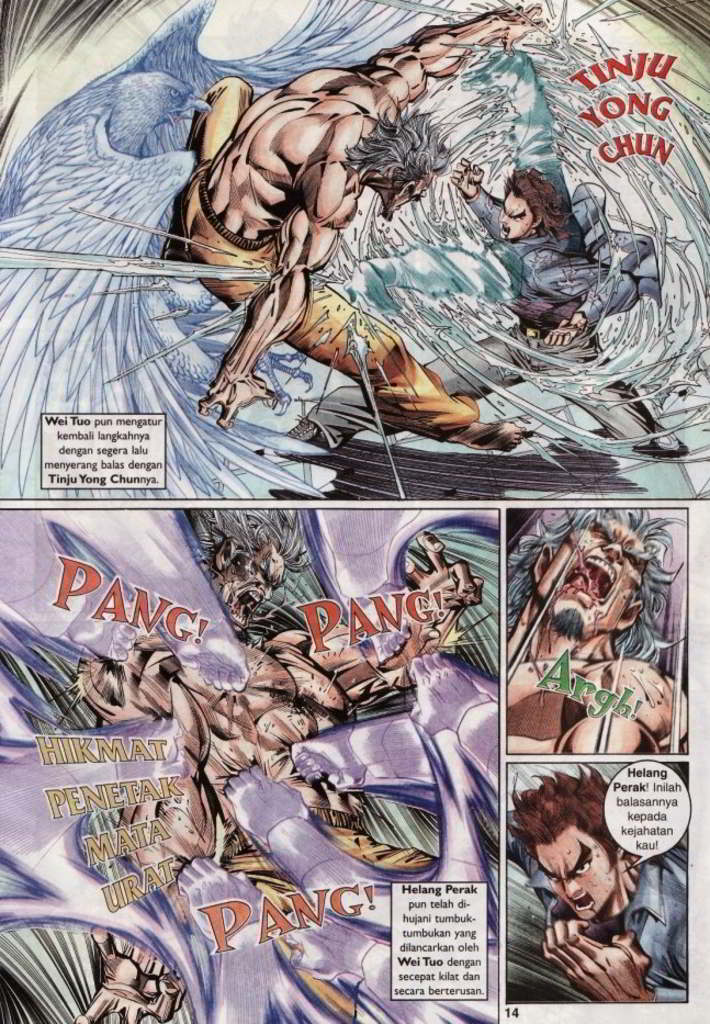 TINJU
YONG
CHUN
Wei Tuo pun mengatur
kembali langkahnya
dengan segera lalu
menyerang balas dengan
Tinju Yong Chunnya.
PANG!
PANG!
HIKMAT
PENETAK
MATA
URAT
PANG!
Helang Perak
pun telah di-
hujani tumbuk-
tumbukan yang
dilancarkan oleh
Wei Tuo dengan
secepat kilat dan
secara berterusan.
Argh!
Helang
Perak! Inilah
balasannya
kepada
kejahatan
kau!
14